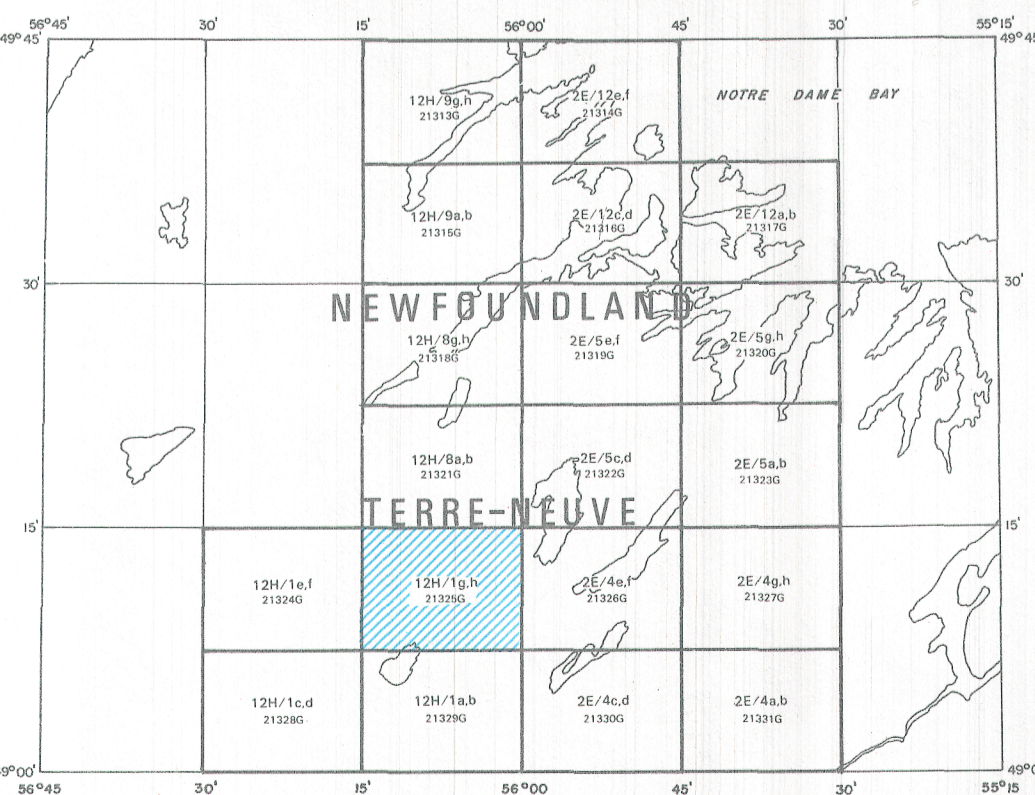 56°45' 30' 15' 56°00' 45' 30' 55°15'
49°45' 49°45'
12H/9g,h 2E/12e,f NOTRE DAME BAY
21313G 21314G
12H/9a,b 2E/12c,d 2E/12a,b
21315G 21316G 21317G
30' 30'
NEWFOUNDLAND
12H/8g,h 2E/5e,f 2E/5g,h
21318G 21319G 21320G
12H/8a,b 2E/5c,d 2E/5a,b
21321G 21322G 21323G
TERRE-NEUVE
15' 15'
12H/1e,f 12H/1g,h 2E/4e,f 2E/4g,h
21324G 21325G 21326G 21327G
12H/1c,d 12H/1a,b 2E/4c,d 2E/4a,b
21328G 21329G 21330G 21331G
49°00' 49°0
56°45' 30' 15' 56°00' 45' 30' 55°15'